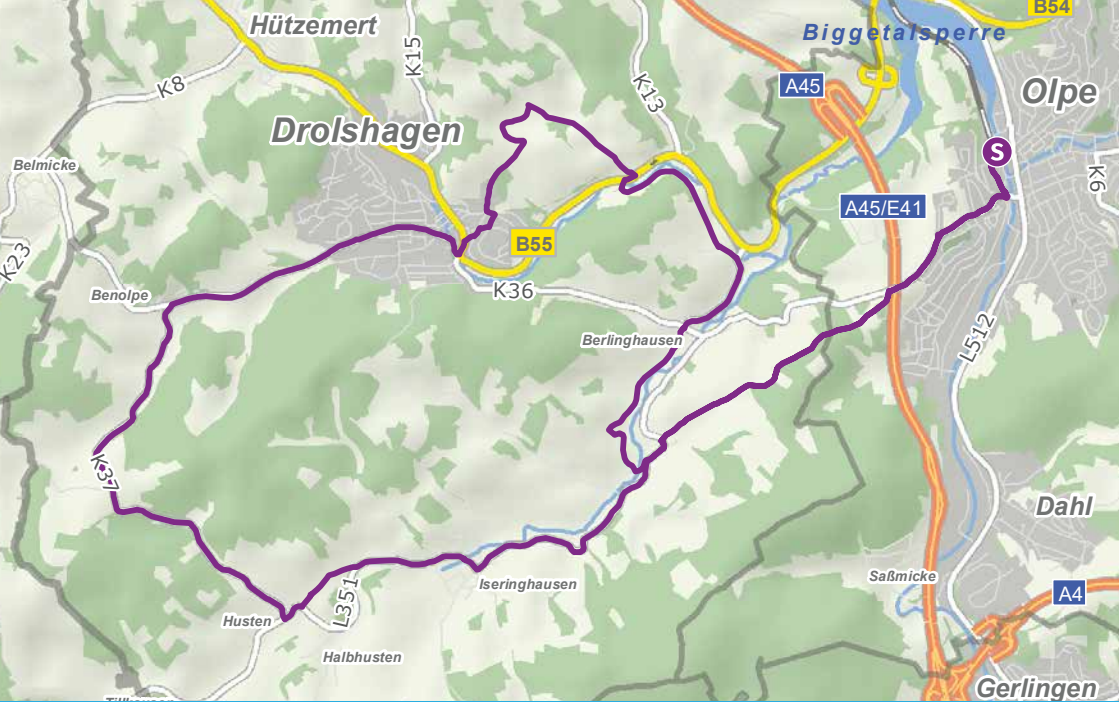 B54
Hützemert
Biggetalsperre
K15
K8
K13
A45
Olpe
Drolshagen
S
Belmicke
K6
A45/E41
B55
K23
Benolpe
K36
L512
Berlinghausen
K37
Dahl
Saßmicke
Iseringhausen
A4
L351
Husten
Halbhusten
Gerlingen